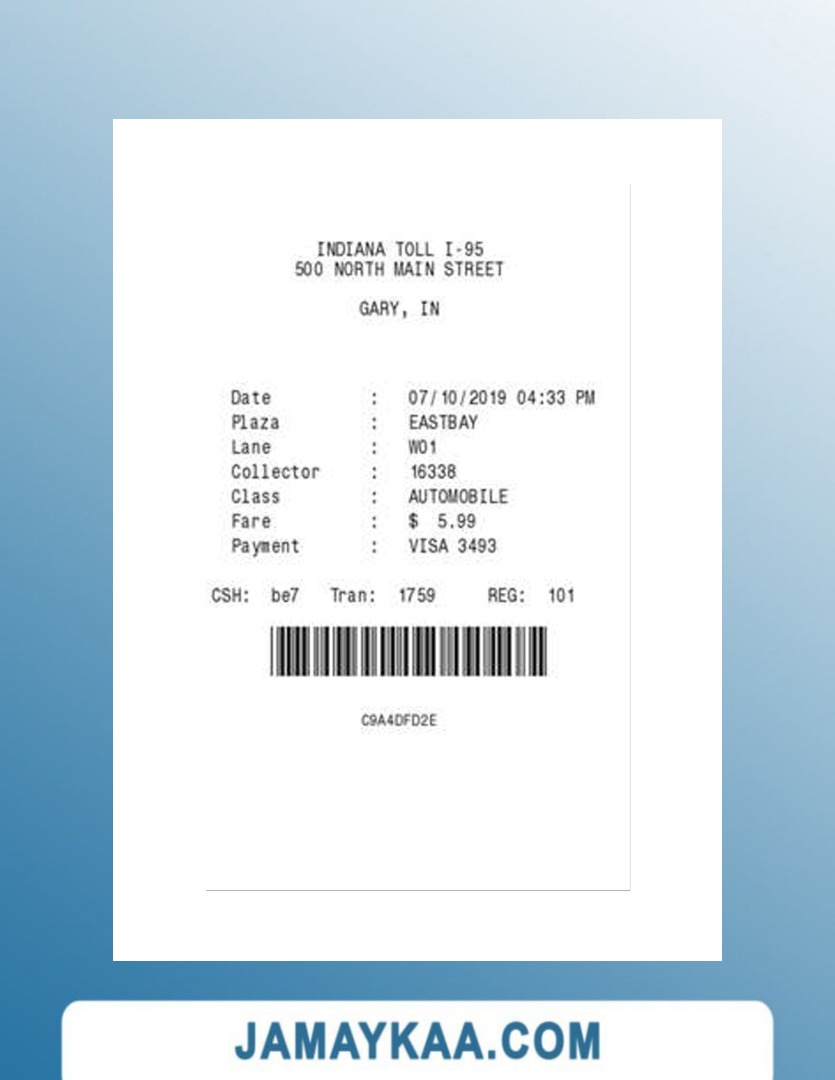 INDIANA TOLL I-95
500 NORTH MAIN STREET
GARY, IN
Date : 07/10/2019 04:33 PM
Plaza : EASTBAY
Lane : W01
Collector : 16338
Class : AUTOMOBILE
Fare : $ 5.99
Payment : VISA 3493
CSH: be7 Tran: 1759 REG: 101
C9A4DFD2E
JAMAYKAA.COM